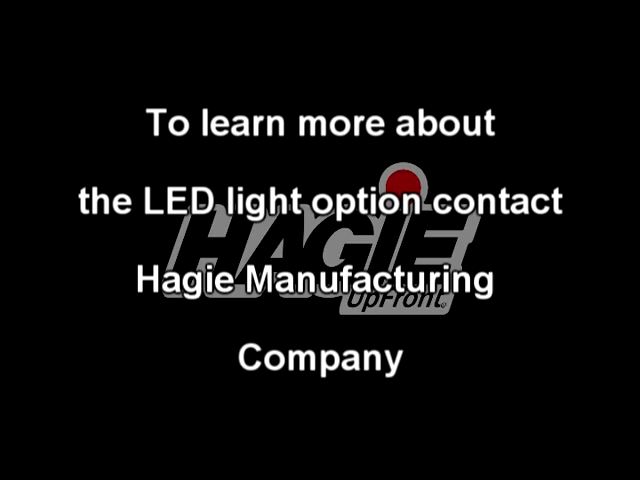 To learn more about
the LED light option contact
HAGIE
Hagie Manufacturing
UpFront
Company